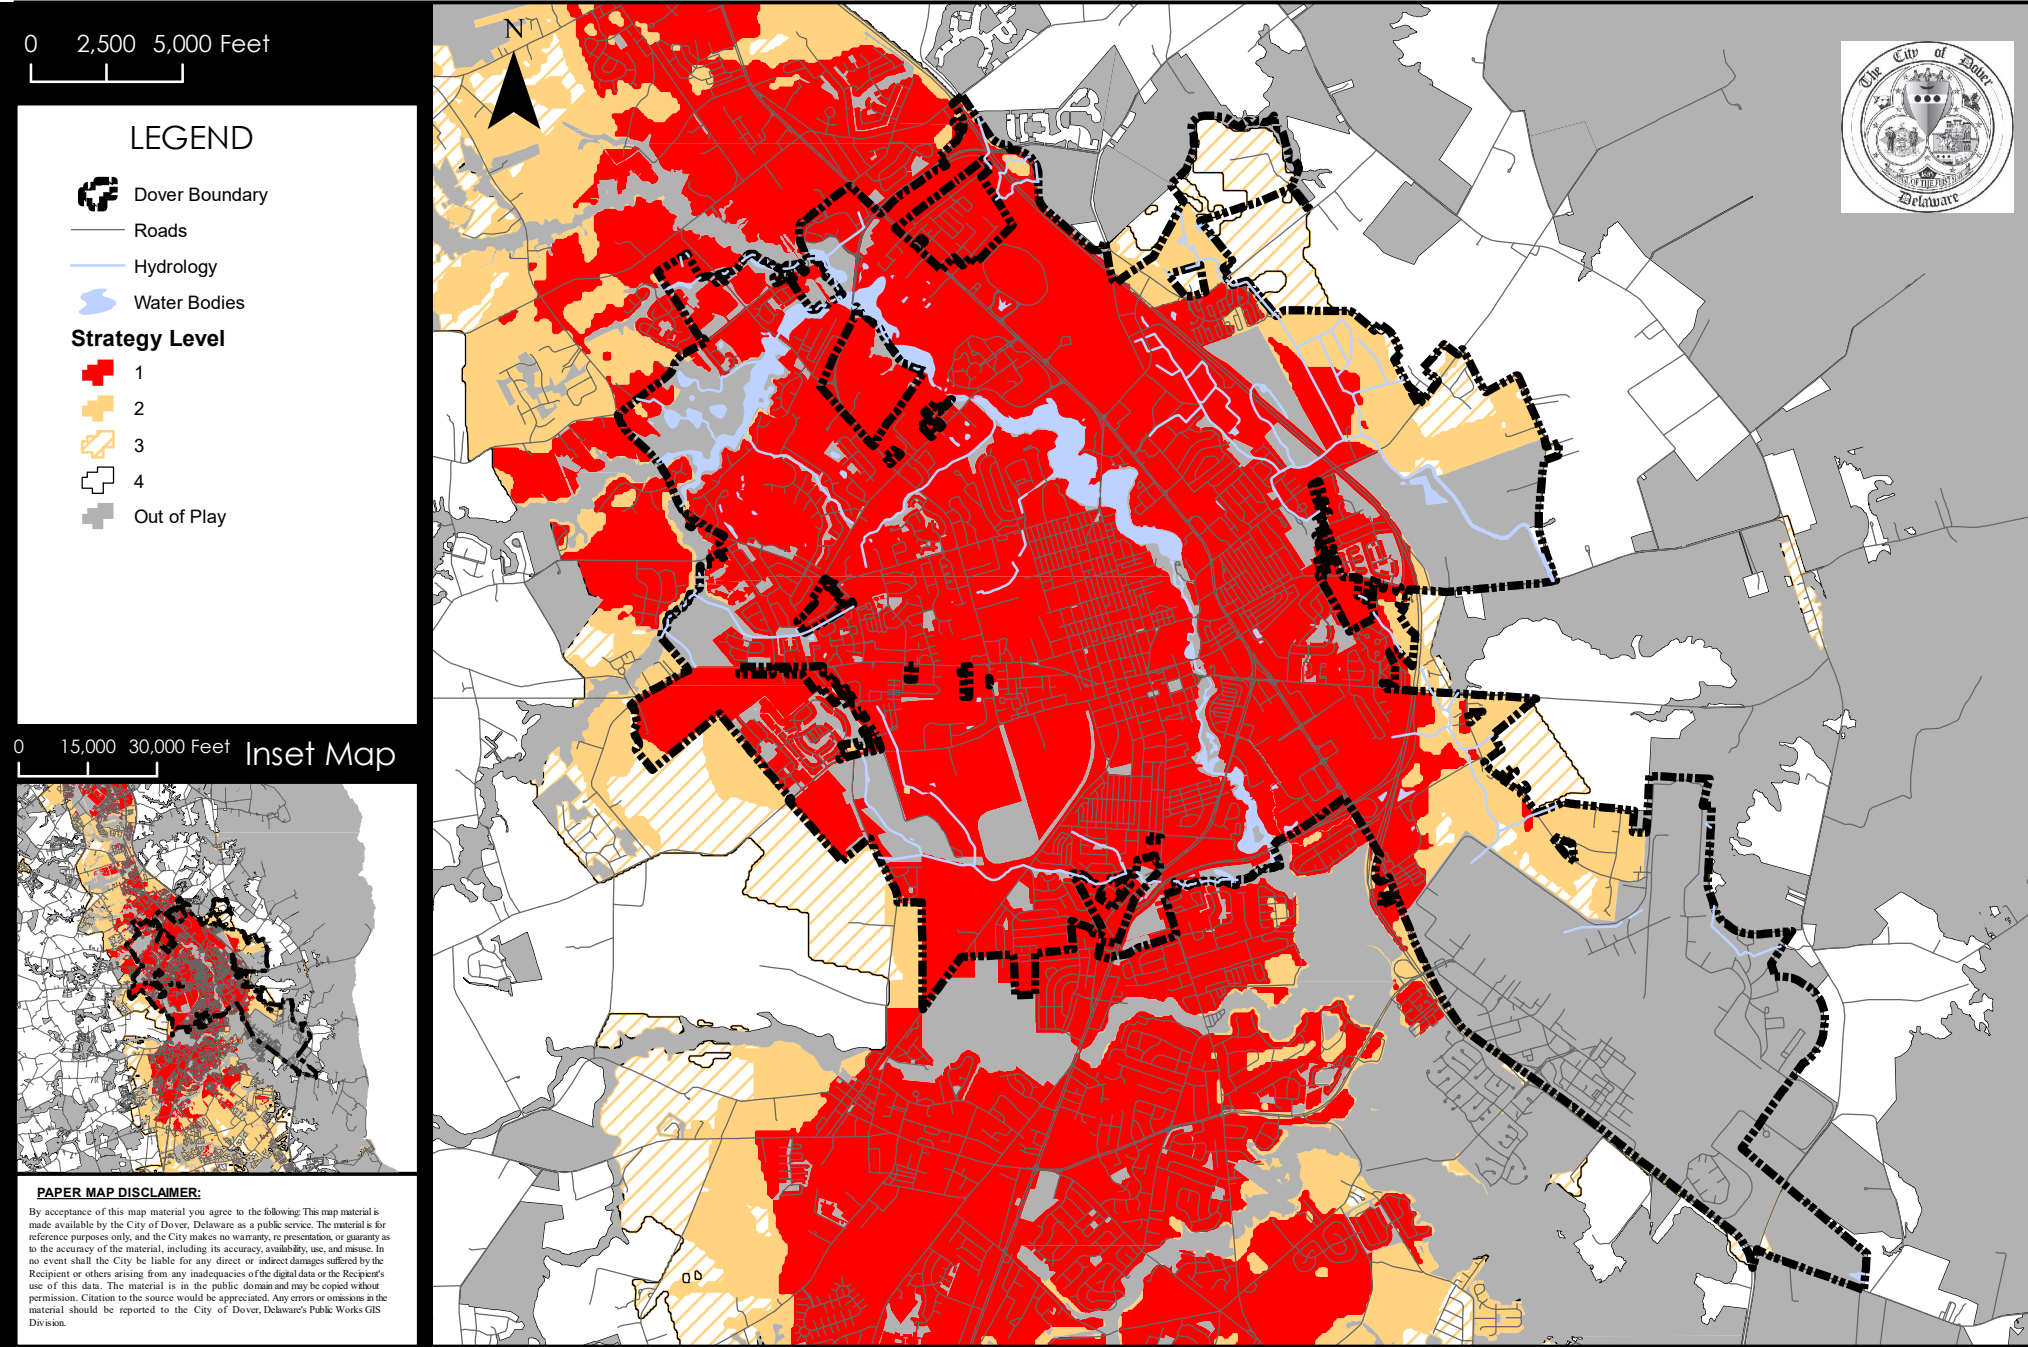 0 2,500 5,000 Feet
LEGEND
Dover Boundary
Roads
Hydrology
Water Bodies
Strategy Level
1
2
3
4
Out of Play
0 15,000 30,000 Feet
Inset Map
PAPER MAP DISCLAIMER:
By acceptance of this map material you agree to the following: This map material is
made available by the City of Dover, Delaware as a public service. The material is for
reference purposes only, and the City makes no warranty, re presentation, or guaranty as
to the accuracy of the material, including its accuracy, availability, use, and misuse. In
no event shall the City be liable for any direct or indirect damages suffered by the
Recipient or others arising from any inadequacies of the digital data or the Recipient's
use of this data. The material is in the public domain and may be copied without
permission. Citation to the source would be appreciated. Any errors or omissions in the
material should be reported to the City of Dover, Delaware's Public Works GIS
Division.
N
The City of Dover
Delaware